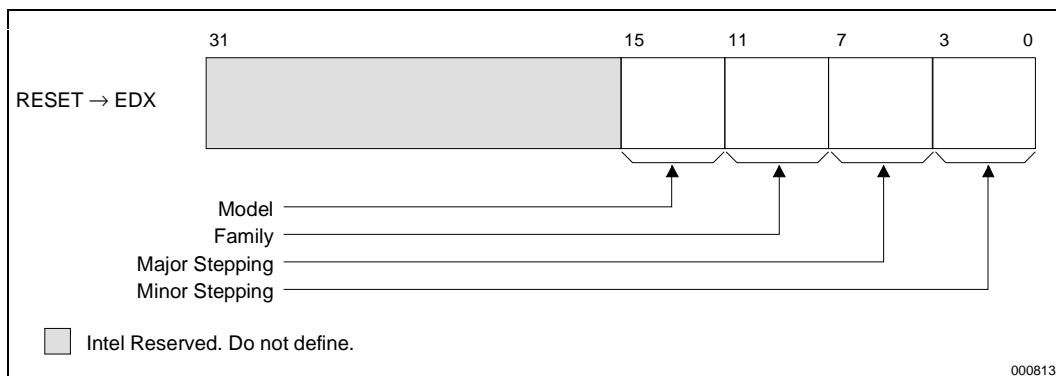 31 15 11 7 3 0
RESET → EDX
Model
Family
Major Stepping
Minor Stepping
Intel Reserved. Do not define.
000813